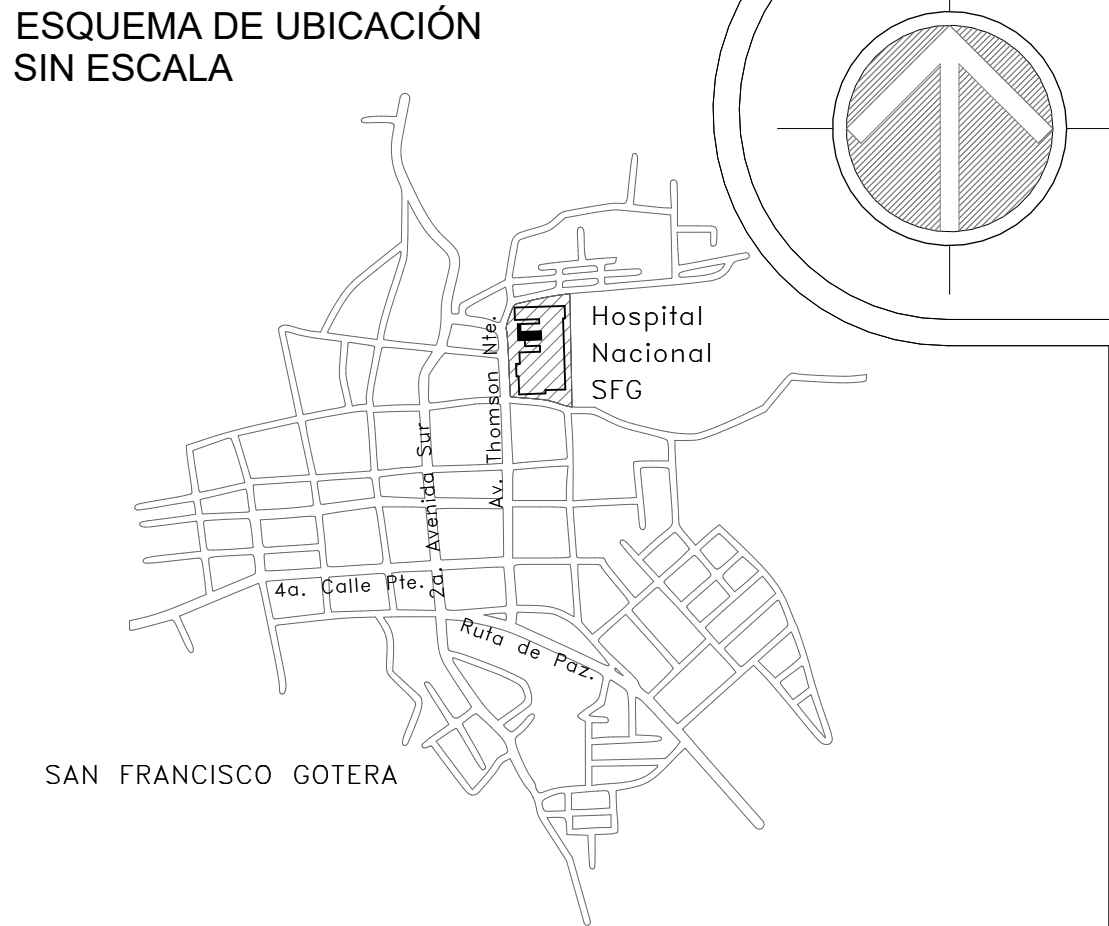 ESQUEMA DE UBICACIÓN
SIN ESCALA
Hospital
Nacional
SFG
Av. Thomson Nte.
2a. Avenida Sur
4a. Calle Pte.
Ruta de Paz.
SAN FRANCISCO GOTERA